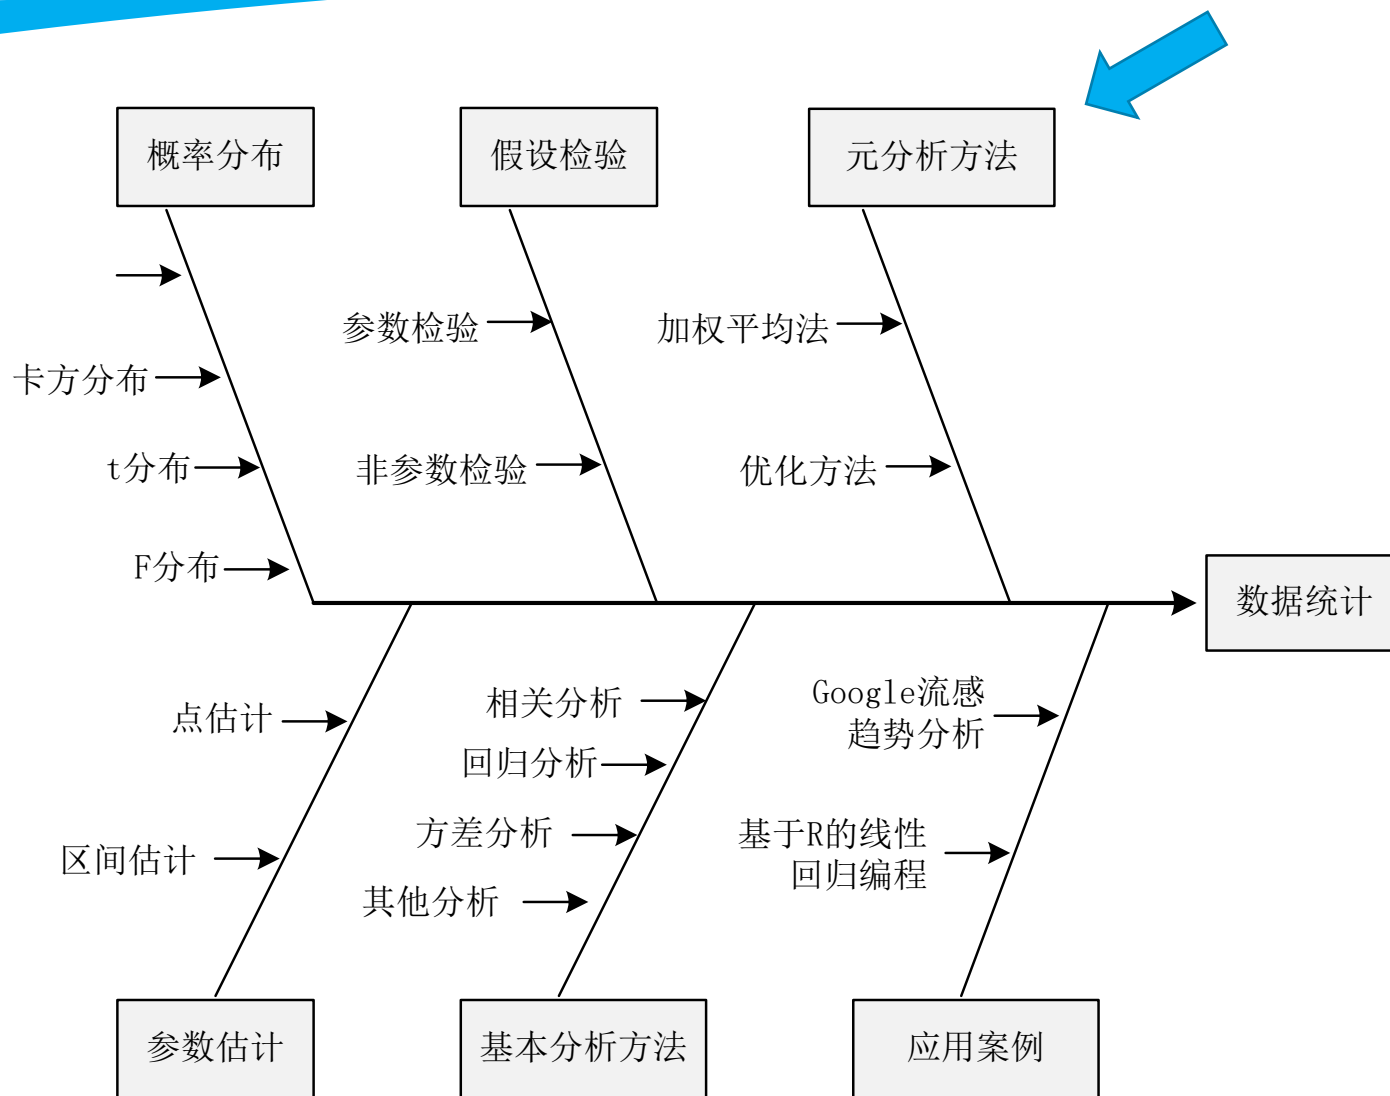 概率分布
假设检验
元分析方法
参数检验
加权平均法
卡方分布
t分布
非参数检验
优化方法
F分布
数据统计
点估计
相关分析
Google流感
趋势分析
回归分析
区间估计
方差分析
基于R的线性
回归编程
其他分析
参数估计
基本分析方法
应用案例